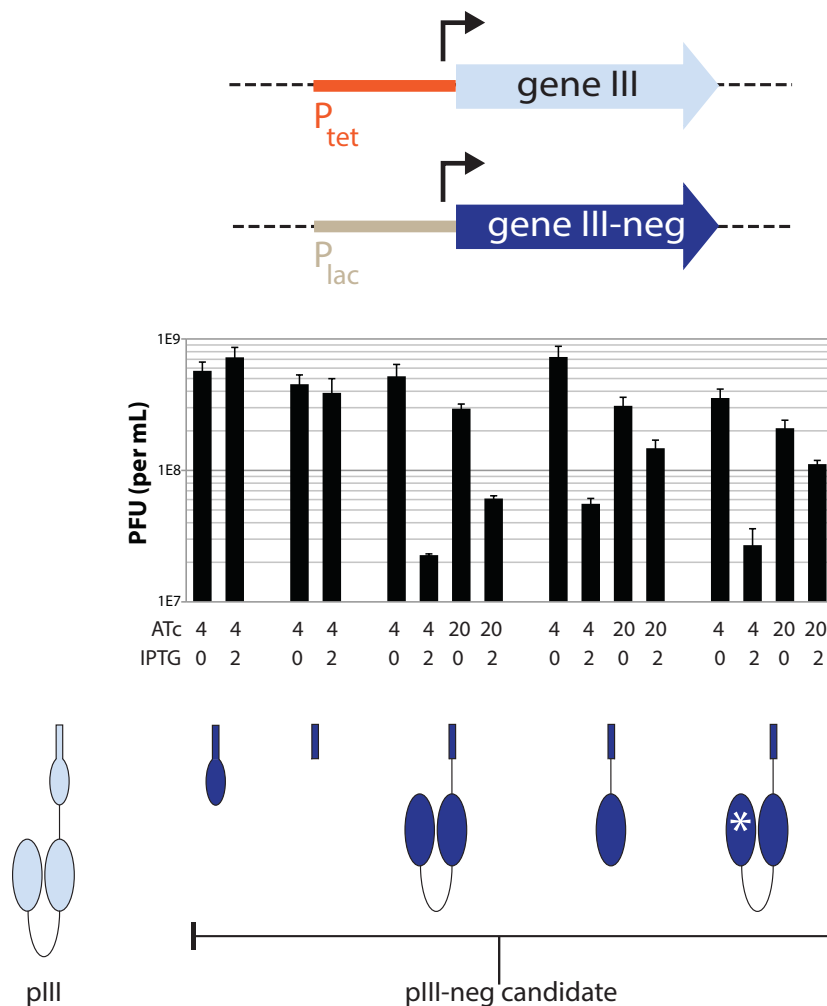 gene III
P
tet
gene III-neg
P
lac
1E9
PFU (per mL)
1E8
1E7
ATc 4 4 4 4 4 4 20 20 4 4 20 20 4 4 20 20
IPTG 0 2 0 2 0 2 0 2 0 2 0 2 0 2 0 2
*
pIII
pIII-neg candidate